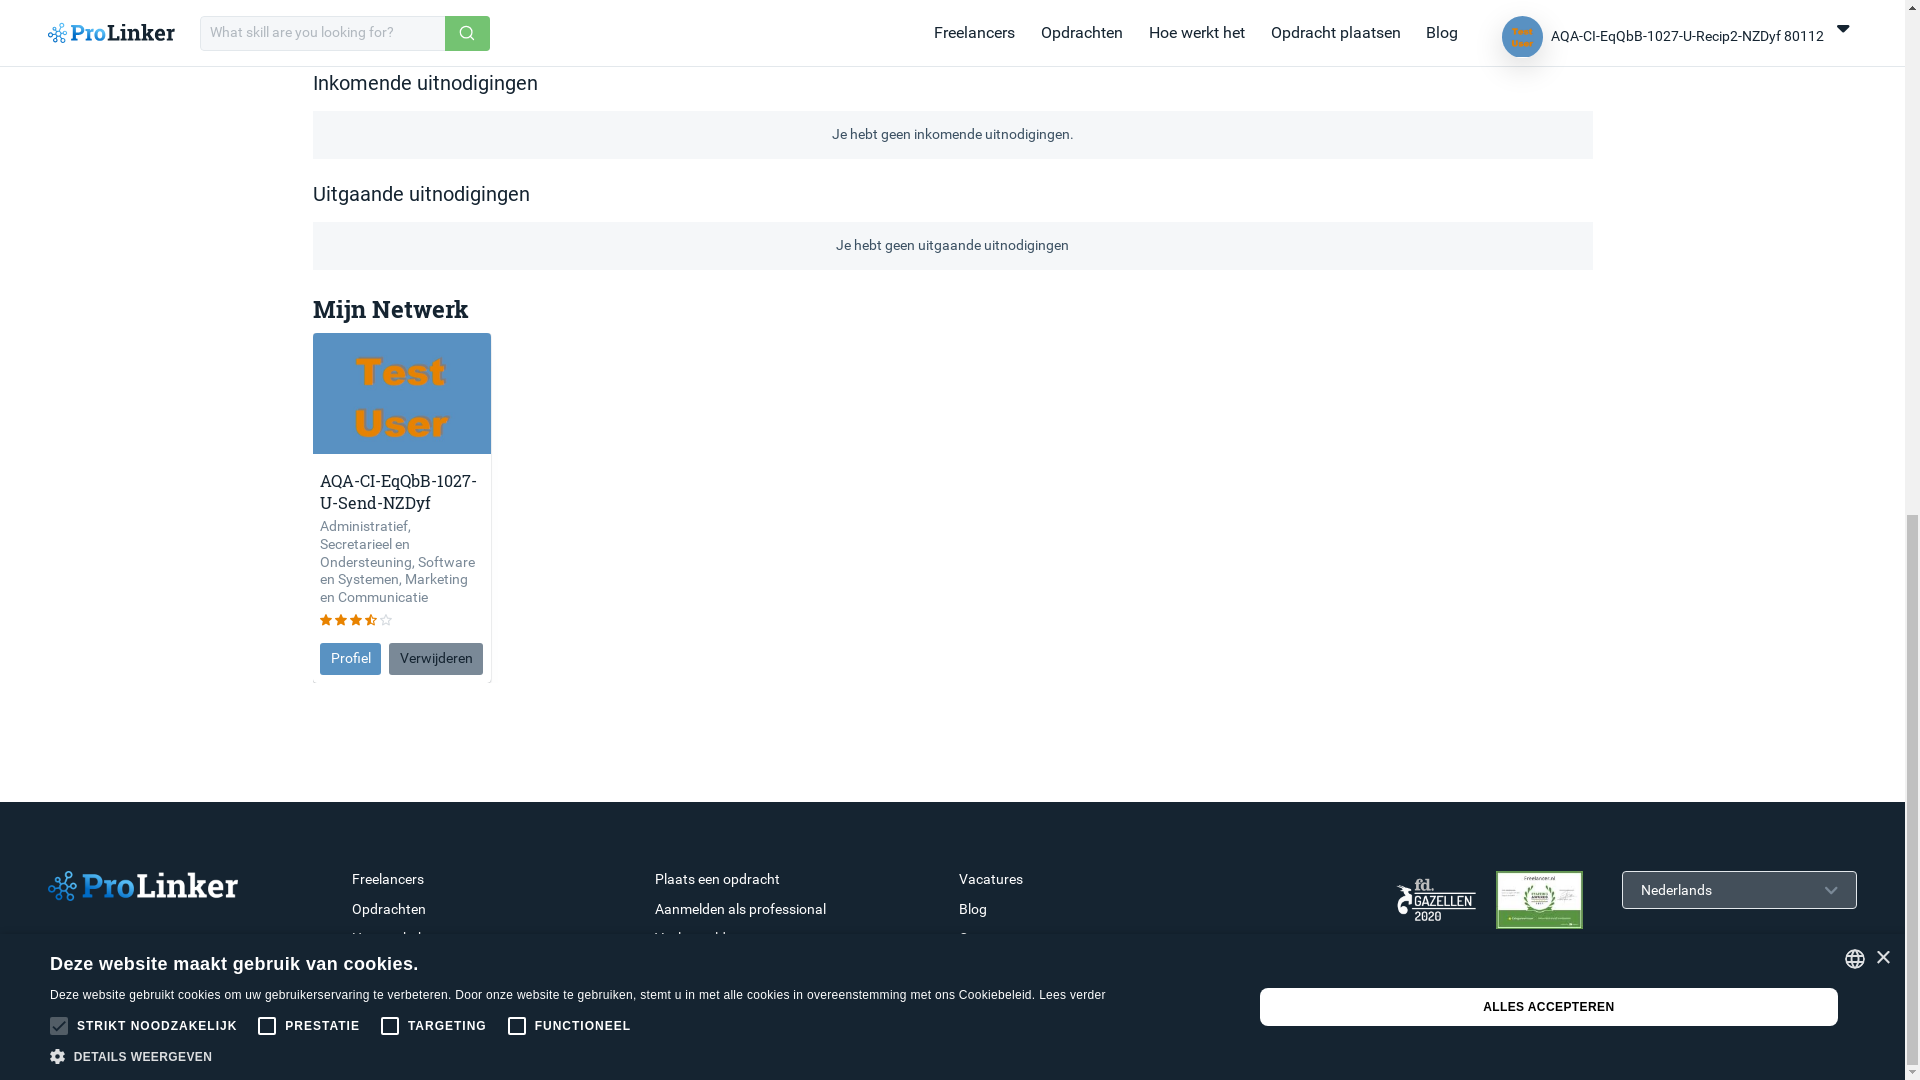 ProLinker
What skill are you looking for?
Freelancers
Opdrachten
Hoe werkt het
Opdracht plaatsen
Blog
Test
User
AQA-CI-EqQbB-1027-U-Recip2-NZDyf 80112
Inkomende uitnodigingen
Je hebt geen inkomende uitnodigingen.
Uitgaande uitnodigingen
Je hebt geen uitgaande uitnodigingen
Mijn Netwerk
Test
User
AQA-CI-EqQbB-1027-
U-Send-NZDyf
Administratief,
Secretarieel en
Ondersteuning, Software
en Systemen, Marketing
en Communicatie
Profiel
Verwijderen
ProLinker
Freelancers
Opdrachten
Plaats een opdracht
Aanmelden als professional
Vacatures
Blog
fd.
GAZELLEN
2020
Freelancer.nl
Nederlands
Deze website maakt gebruik van cookies.
Deze website gebruikt cookies om uw gebruikerservaring te verbeteren. Door onze website te gebruiken, stemt u in met alle cookies in overeenstemming met ons Cookiebeleid. Lees verder
STRIKT NOODZAKELIJK
PRESTATIE
TARGETING
FUNCTIONEEL
DETAILS WEERGEVEN
ALLES ACCEPTEREN